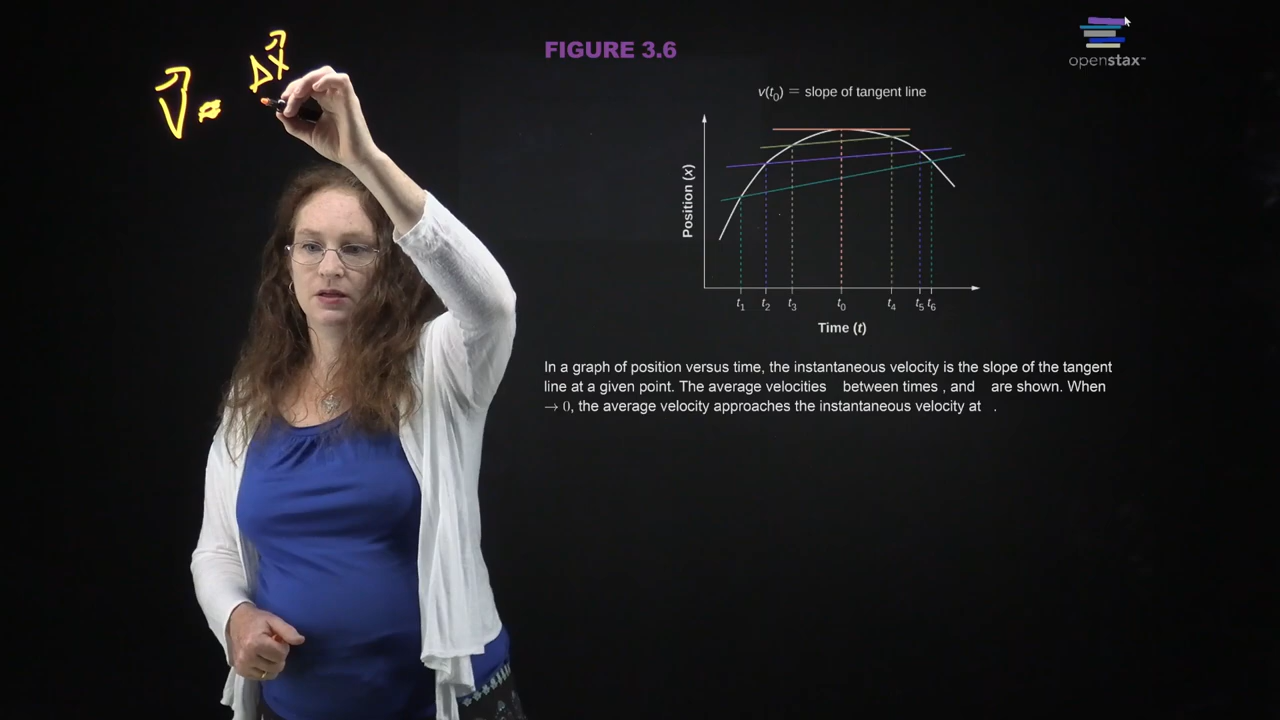 V⃗ = Δx⃗
FIGURE 3.6
openstax™
v(t₀) = slope of tangent line
Position (x)
t₁ t₂ t₃ t₀ t₄ t₅ t₆
Time (t)
In a graph of position versus time, the instantaneous velocity is the slope of the tangent
line at a given point. The average velocities between times , and are shown. When
→ 0, the average velocity approaches the instantaneous velocity at .